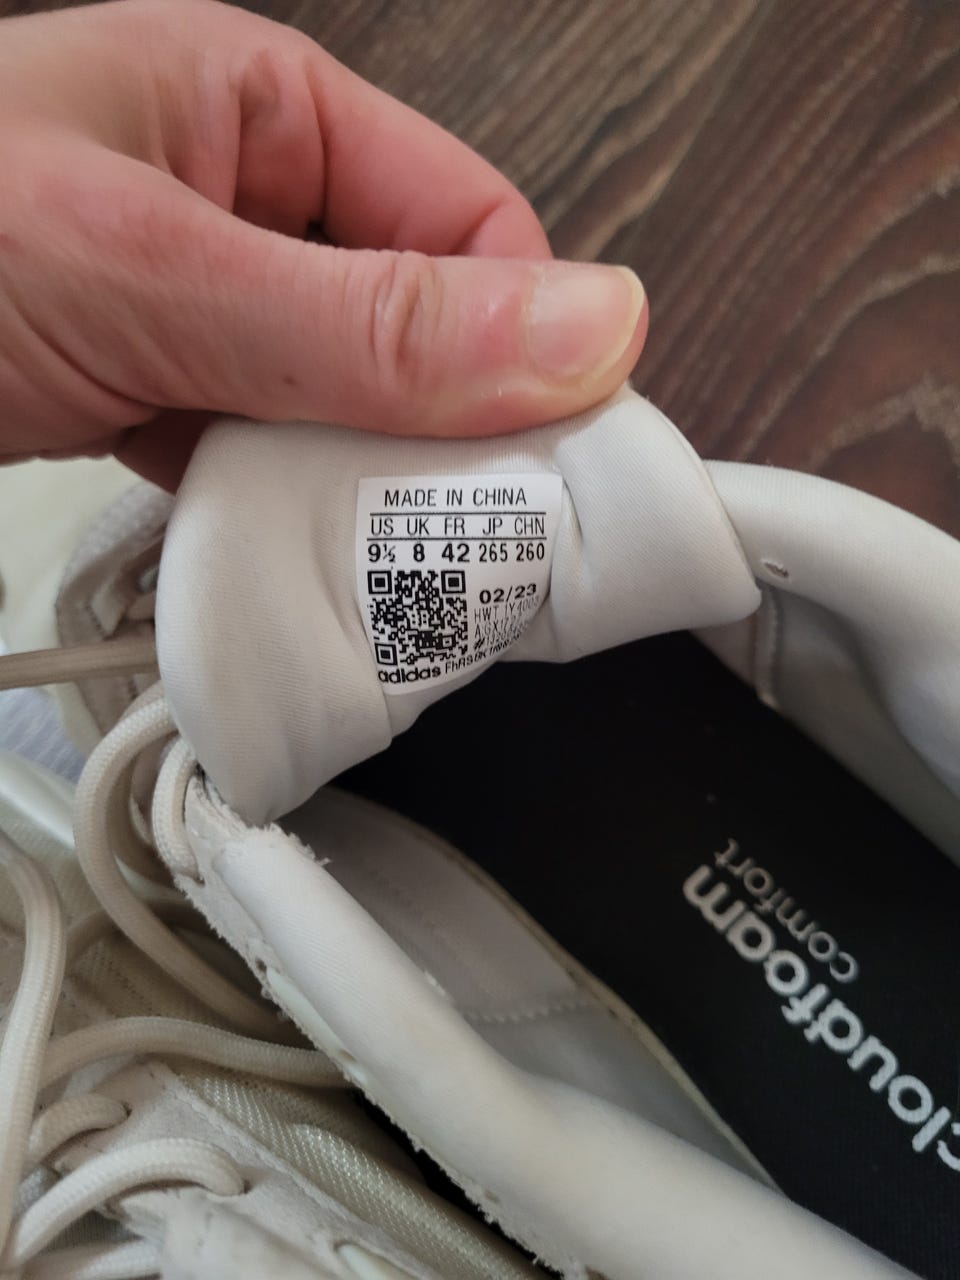 MADE IN CHINA
US UK FR JP CHN
9½ 8 42 265 260
02/23
HWT
adidas
cloudfoam
comfort